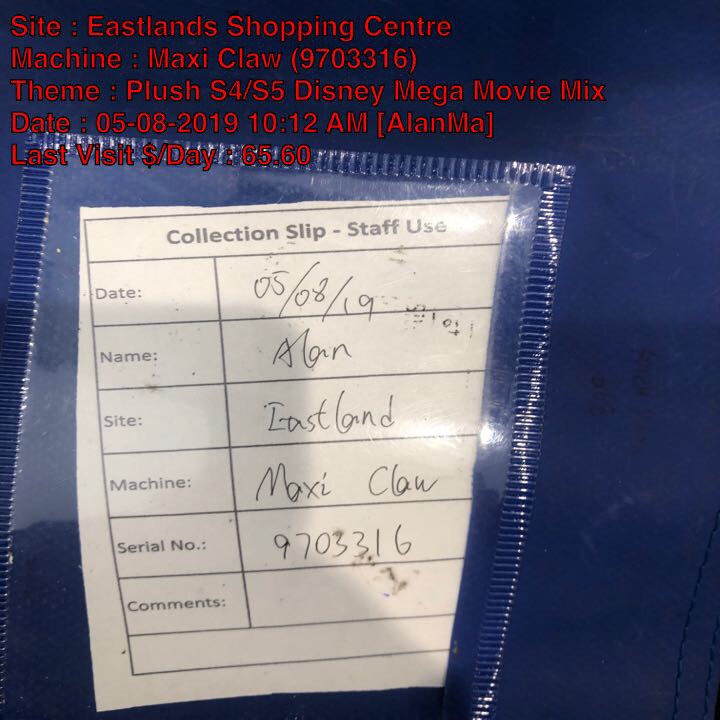 Site : Eastlands Shopping Centre
Machine : Maxi Claw (9703316)
Theme : Plush S4/S5 Disney Mega Movie Mix
Date : 05-08-2019 10:12 AM [AlanMa]
Last Visit $/Day : 65.60
Collection Slip - Staff Use
Date: 05/08/19
Name: Alan
Site: Eastland
Machine: Maxi Claw
Serial No.: 9703316
Comments: